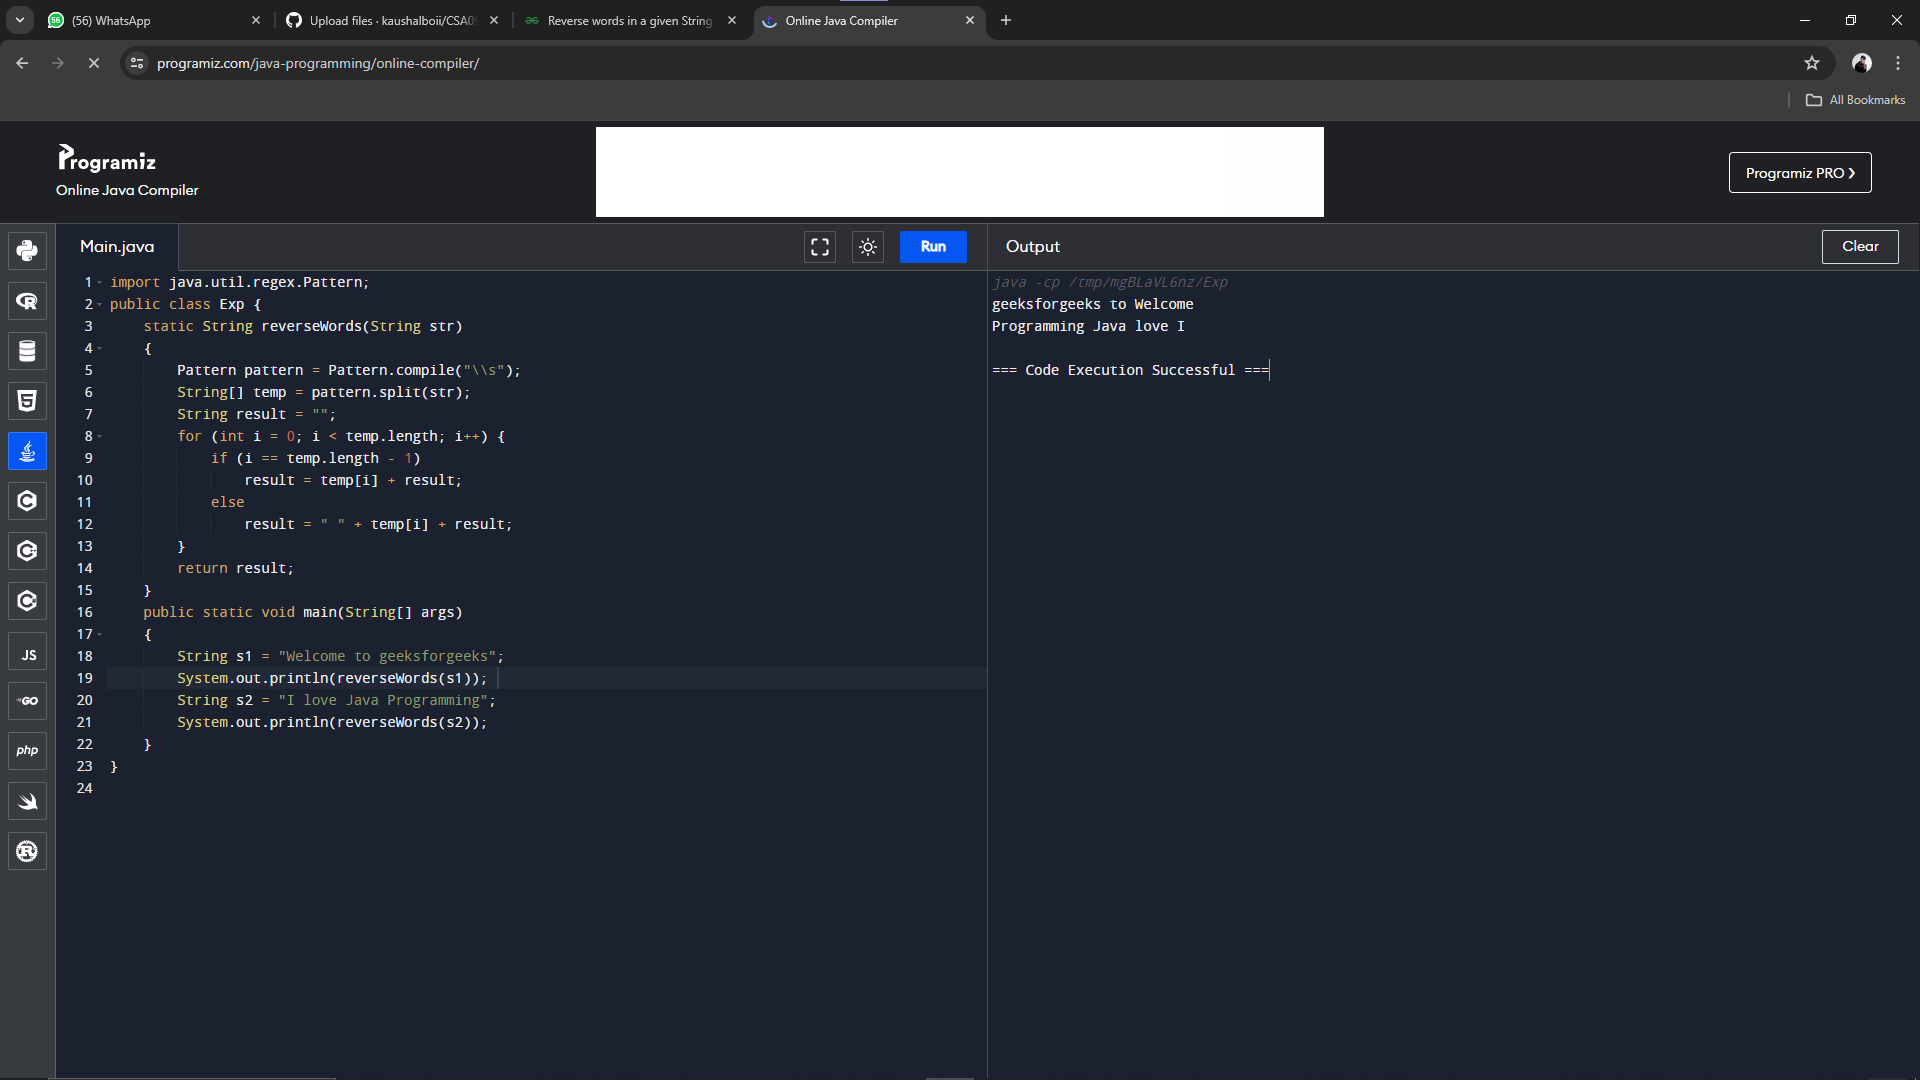 (56) WhatsApp
Upload files · kaushalboii/CSA09
Reverse words in a given String
Online Java Compiler
programiz.com/java-programming/online-compiler/
All Bookmarks
Programiz
Online Java Compiler
Programiz PRO ❯
Main.java
Run
Output
Clear
1 import java.util.regex.Pattern;
2 public class Exp {
3     static String reverseWords(String str)
4     {
5         Pattern pattern = Pattern.compile("\\s");
6         String[] temp = pattern.split(str);
7         String result = "";
8         for (int i = 0; i < temp.length; i++) {
9             if (i == temp.length - 1)
10                 result = temp[i] + result;
11             else
12                 result = " " + temp[i] + result;
13         }
14         return result;
15     }
16     public static void main(String[] args)
17     {
18         String s1 = "Welcome to geeksforgeeks";
19         System.out.println(reverseWords(s1));
20         String s2 = "I love Java Programming";
21         System.out.println(reverseWords(s2));
22     }
23 }
24
java -cp /tmp/mgBLaVL6nz/Exp
geeksforgeeks to Welcome
Programming Java love I
=== Code Execution Successful ===
JS
GO
php